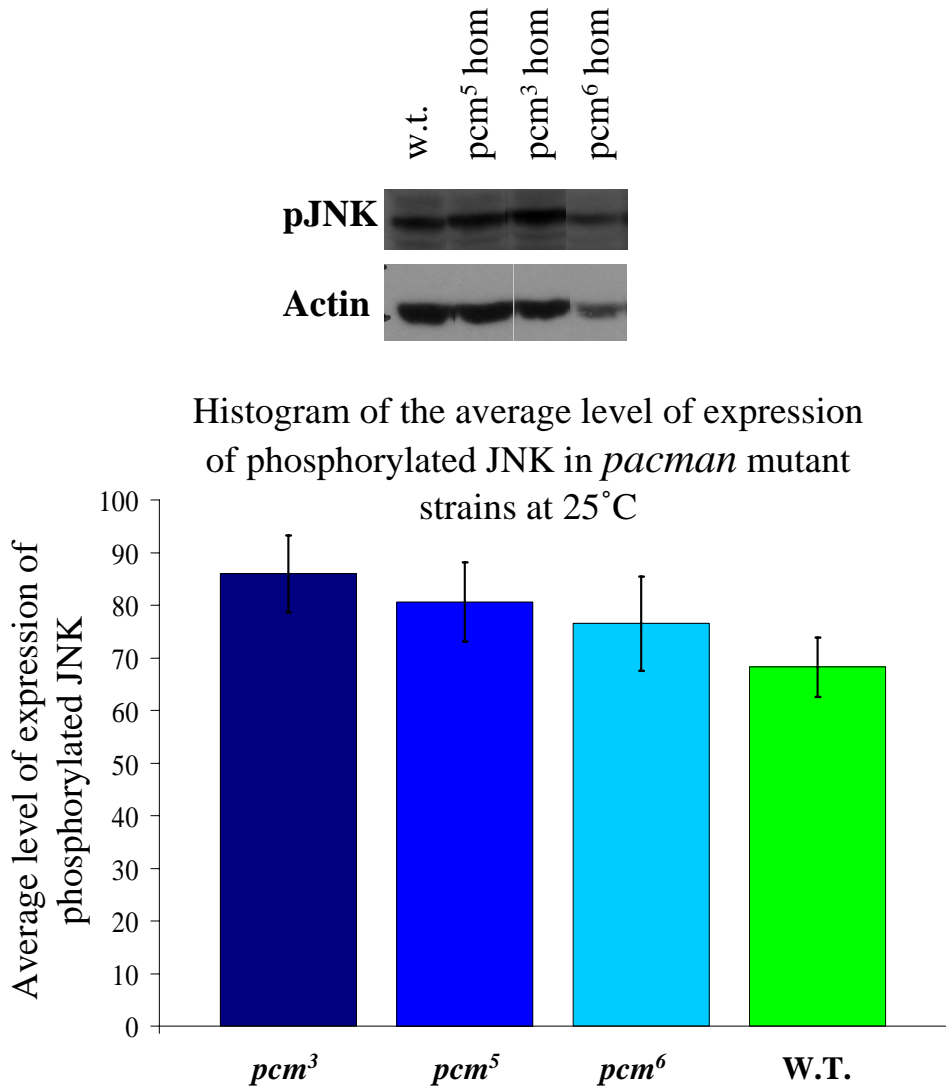 w.t.
pcm⁵ hom
pcm³ hom
pcm⁶ hom
pJNK
Actin
Histogram of the average level of expression
of phosphorylated JNK in pacman mutant
strains at 25˚C
Average level of expression of
phosphorylated JNK
100
90
80
70
60
50
40
30
20
10
0
pcm³
pcm⁵
pcm⁶
W.T.